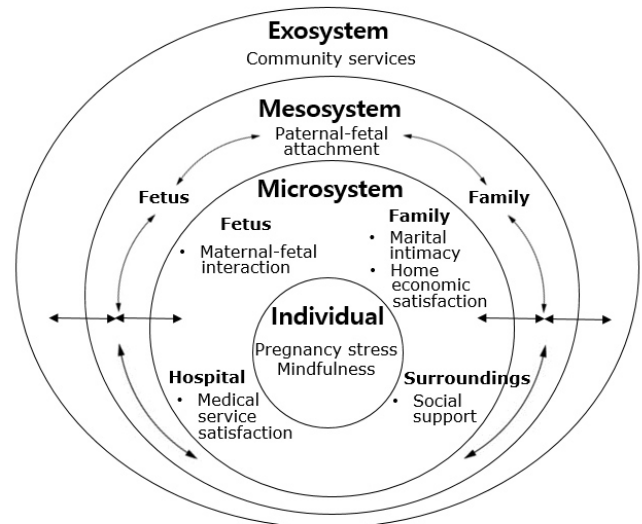 Exosystem
Community services
Mesosystem
Paternal-fetal
attachment
Fetus
Family
Microsystem
Fetus
• Maternal-fetal
interaction
Family
• Marital
intimacy
• Home
economic
satisfaction
Individual
Pregnancy stress
Mindfulness
Hospital
• Medical
service
satisfaction
Surroundings
• Social
support